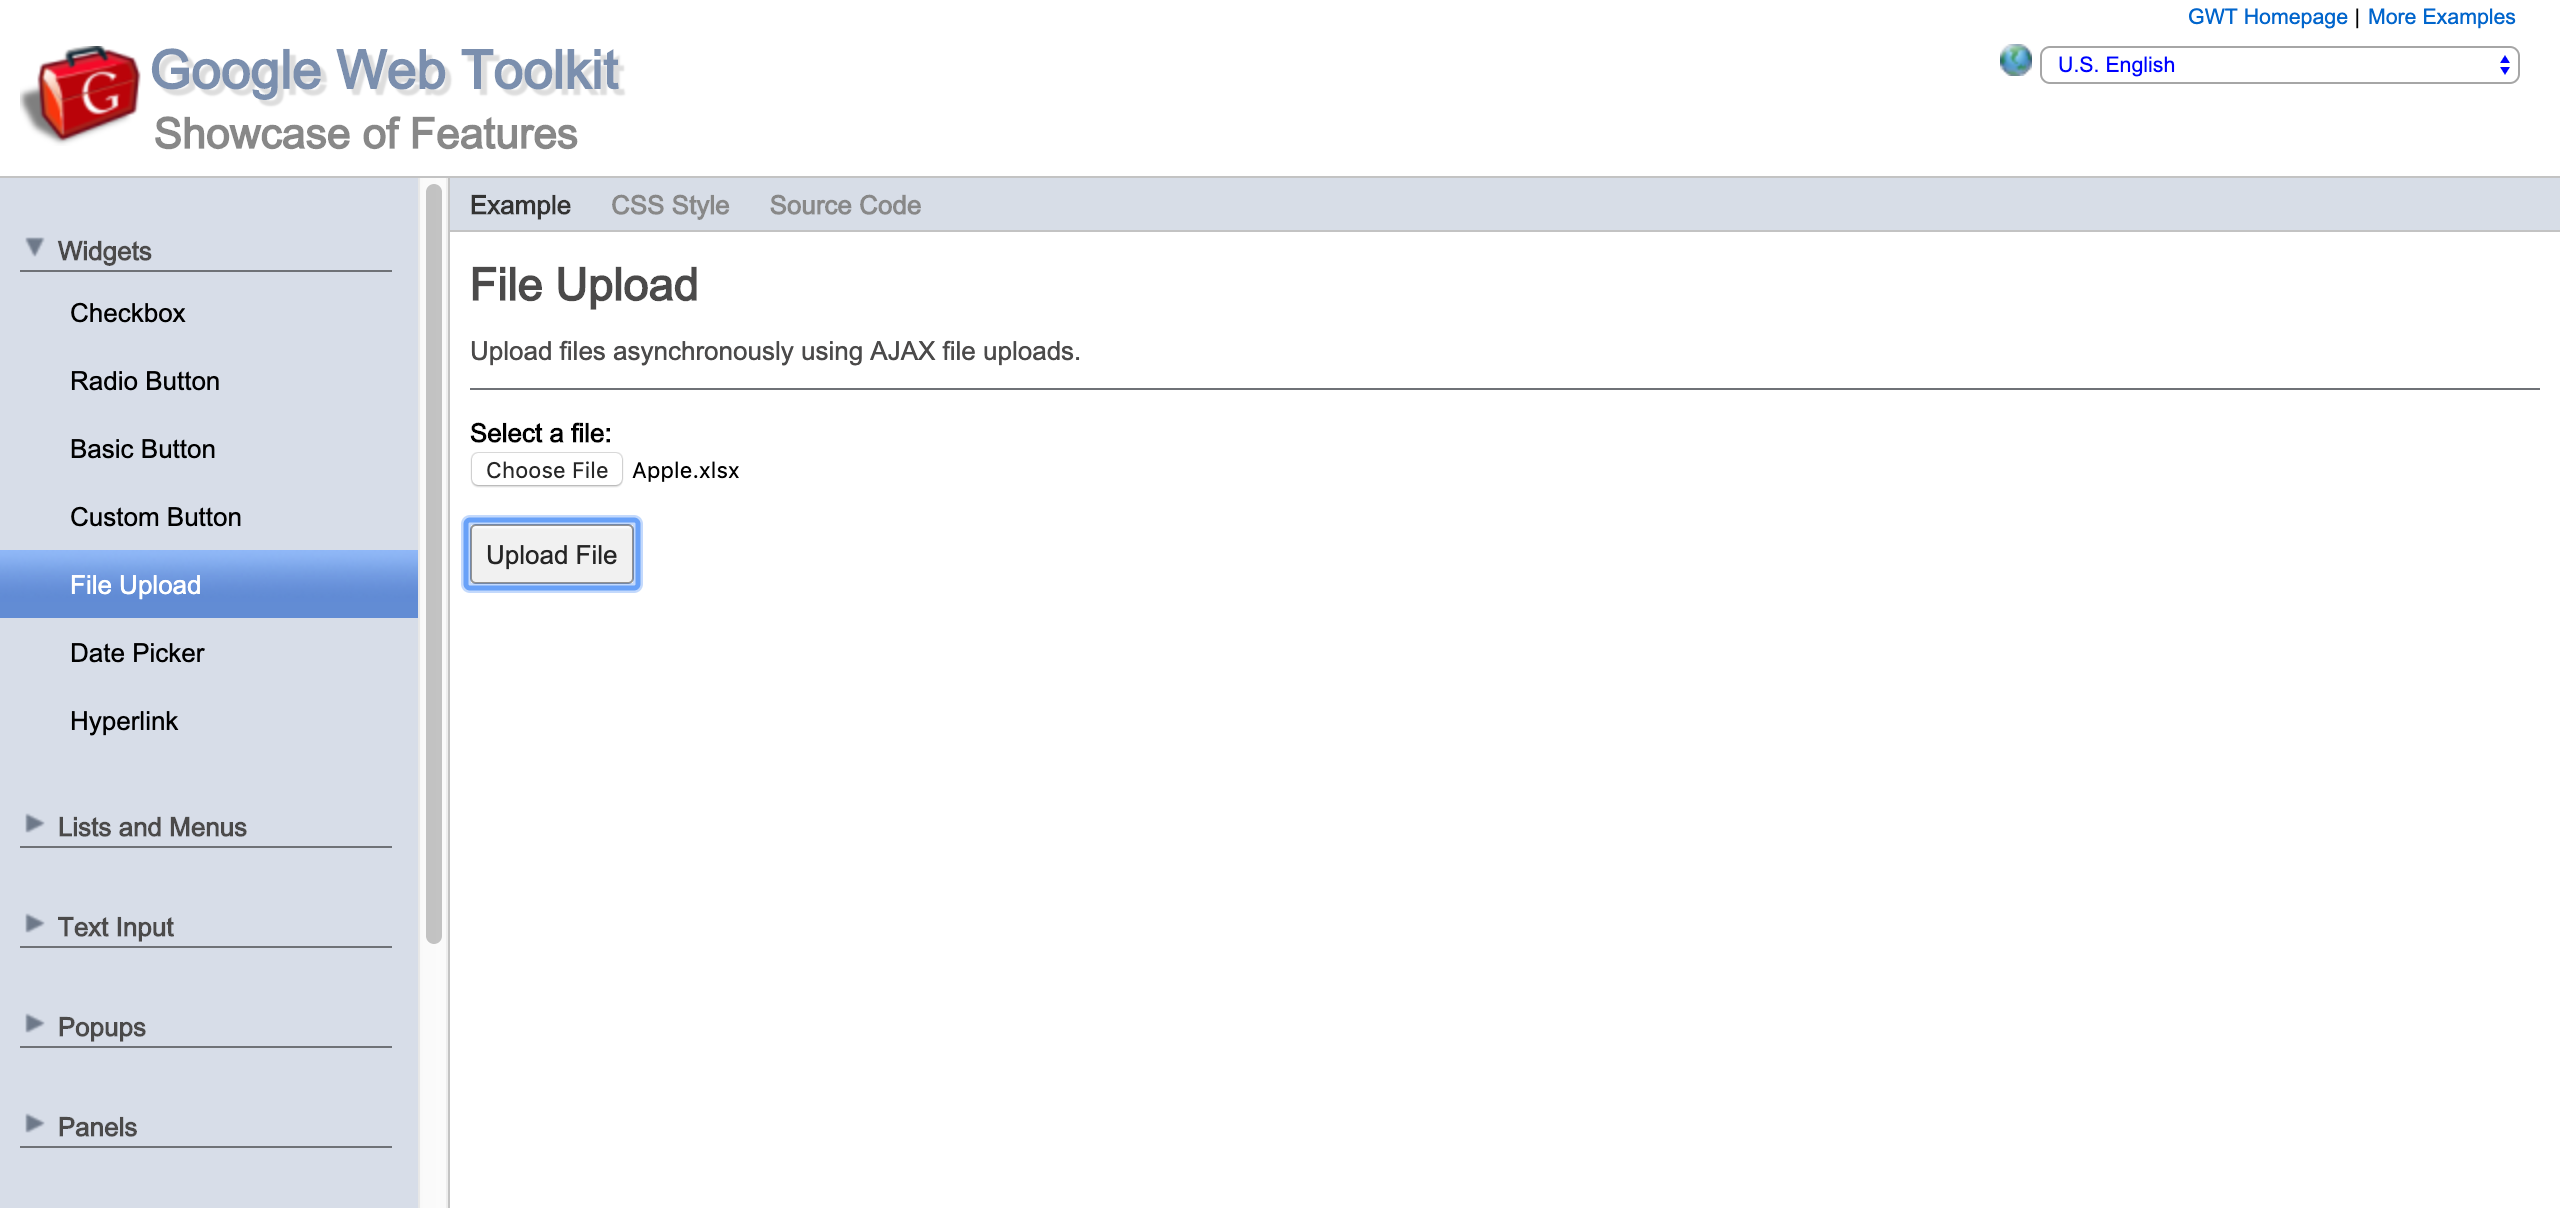 GWT Homepage | More Examples
Google Web Toolkit
U.S. English
Showcase of Features
Example CSS Style Source Code
Widgets
Checkbox
Radio Button
Basic Button
Custom Button
File Upload
Date Picker
Hyperlink
Lists and Menus
Text Input
Popups
Panels
File Upload
Upload files asynchronously using AJAX file uploads.
Select a file:
Choose File Apple.xlsx
Upload File
G